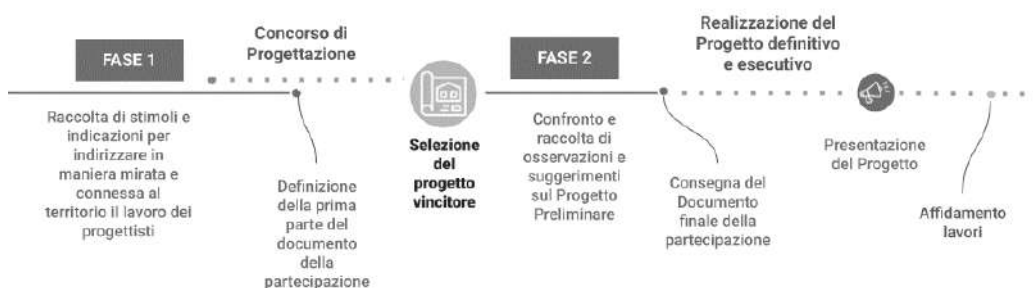 FASE 1
Raccolta di stimoli e
indicazioni per
indirizzare in
maniera mirata e
connessa al
territorio il lavoro dei
progettisti
Concorso di
Progettazione
Definizione
della prima
parte del
documento
della
partecipazione
Selezione
del
progetto
vincitore
FASE 2
Confronto e
raccolta di
osservazioni e
suggerimenti
sul Progetto
Preliminare
Consegna del
Documento
finale della
partecipazione
Realizzazione del
Progetto definitivo
e esecutivo
Presentazione
del Progetto
Affidamento
lavori